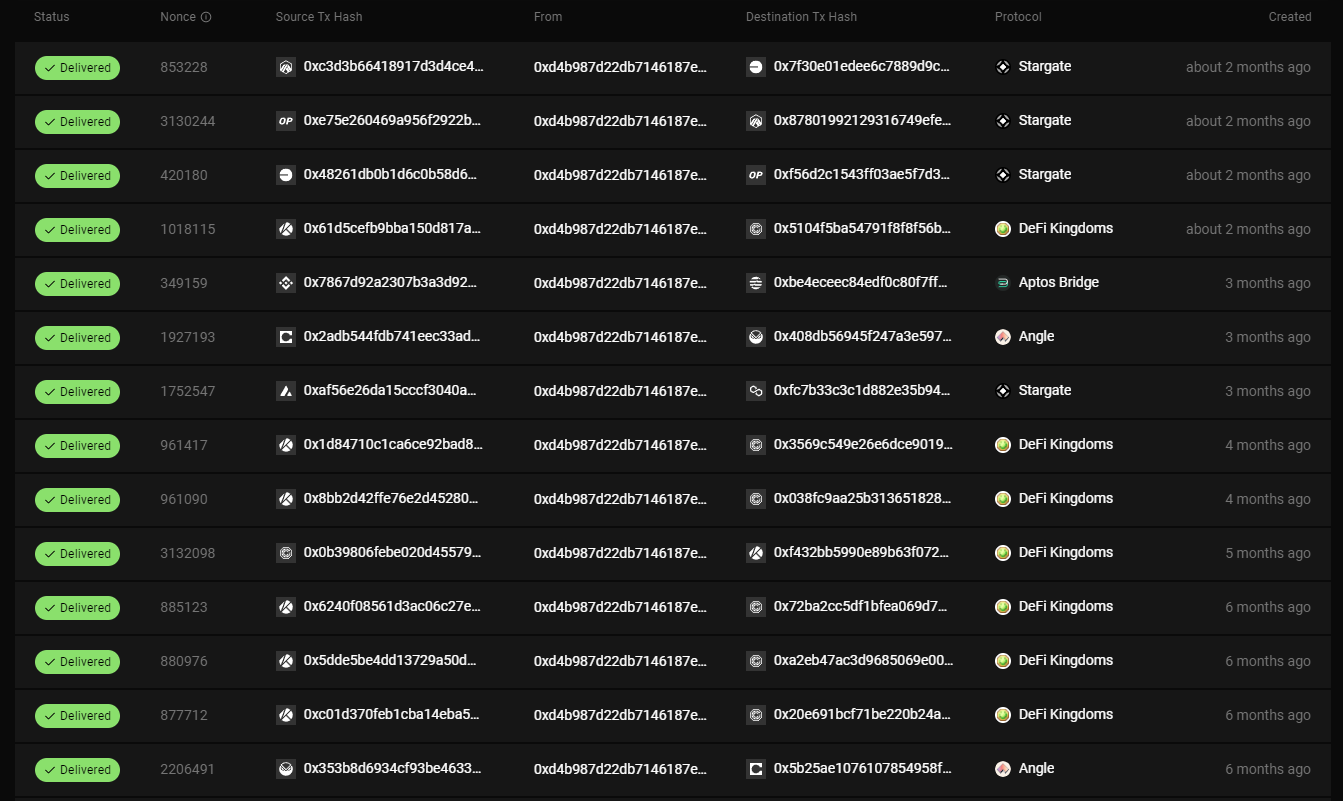 Status Nonce Source Tx Hash From Destination Tx Hash Protocol Created
Delivered 853228 0xc3d3b66418917d3d4ce4... 0xd4b987d22db7146187e... 0x7f30e01edee6c7889d9c... Stargate about 2 months ago
Delivered 3130244 OP 0xe75e260469a956f2922b... 0xd4b987d22db7146187e... 0x87801992129316749efe... Stargate about 2 months ago
Delivered 420180 0x48261db0b1d6c0b58d6... 0xd4b987d22db7146187e... OP 0xf56d2c1543ff03ae5f7d3... Stargate about 2 months ago
Delivered 1018115 0x61d5cefb9bba150d817a... 0xd4b987d22db7146187e... 0x5104f5ba54791f8f8f56b... DeFi Kingdoms about 2 months ago
Delivered 349159 0x7867d92a2307b3a3d92... 0xd4b987d22db7146187e... 0xbe4eceec84edf0c80f7ff... Aptos Bridge 3 months ago
Delivered 1927193 0x2adb544fdb741eec33ad... 0xd4b987d22db7146187e... 0x408db56945f247a3e597... Angle 3 months ago
Delivered 1752547 0xaf56e26da15cccf3040a... 0xd4b987d22db7146187e... 0xfc7b33c3c1d882e35b94... Stargate 3 months ago
Delivered 961417 0x1d84710c1ca6ce92bad8... 0xd4b987d22db7146187e... 0x3569c549e26e6dce9019... DeFi Kingdoms 4 months ago
Delivered 961090 0x8bb2d42ffe76e2d45280... 0xd4b987d22db7146187e... 0x038fc9aa25b313651828... DeFi Kingdoms 4 months ago
Delivered 3132098 0x0b39806febe020d45579... 0xd4b987d22db7146187e... 0xf432bb5990e89b63f072... DeFi Kingdoms 5 months ago
Delivered 885123 0x6240f08561d3ac06c27e... 0xd4b987d22db7146187e... 0x72ba2cc5df1bfea069d7... DeFi Kingdoms 6 months ago
Delivered 880976 0x5dde5be4dd13729a50d... 0xd4b987d22db7146187e... 0xa2eb47ac3d9685069e00... DeFi Kingdoms 6 months ago
Delivered 877712 0xc01d370feb1cba14eba5... 0xd4b987d22db7146187e... 0x20e691bcf71be220b24a... DeFi Kingdoms 6 months ago
Delivered 2206491 0x353b8d6934cf93be4633... 0xd4b987d22db7146187e... 0x5b25ae1076107854958f... Angle 6 months ago